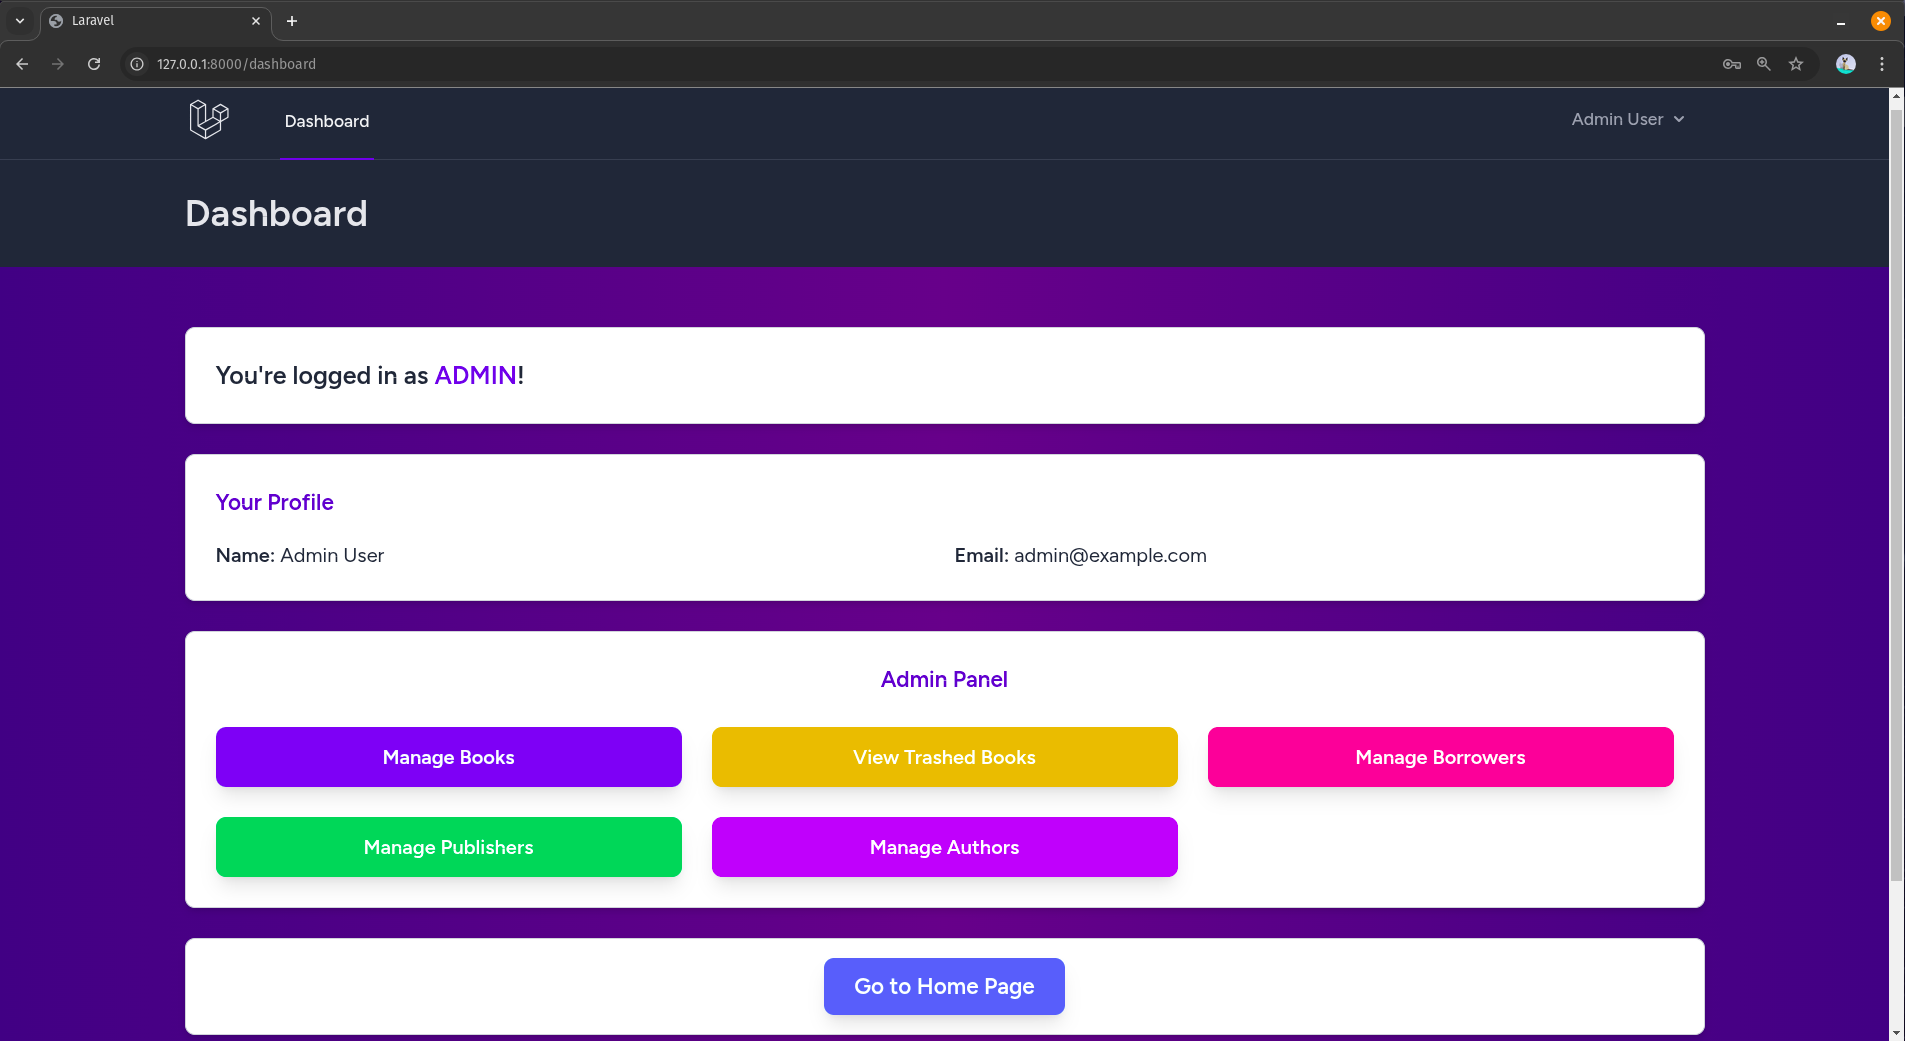 Laravel
127.0.0.1:8000/dashboard
Dashboard
Admin User
Dashboard
You're logged in as ADMIN!
Your Profile
Name: Admin User
Email: admin@example.com
Admin Panel
Manage Books
View Trashed Books
Manage Borrowers
Manage Publishers
Manage Authors
Go to Home Page